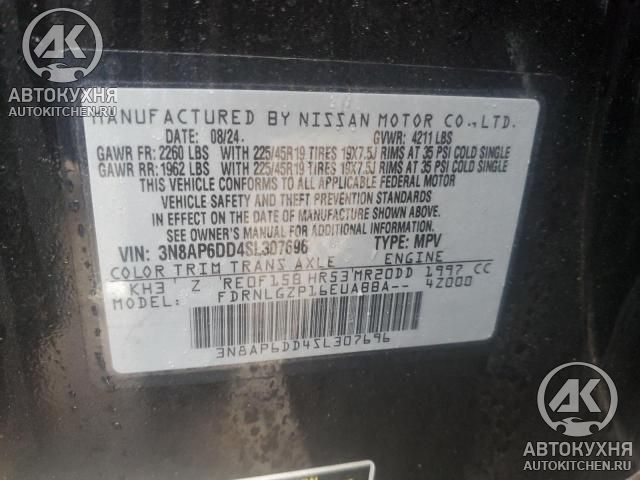 AK
АВТОКУХНЯ
AUTOKITCHEN.RU
MANUFACTURED BY NISSAN MOTOR CO., LTD.
DATE: 08/24. GVWR: 4211 LBS
GAWR FR: 2260 LBS WITH 225/45R19 TIRES 19X7.5J RIMS AT 35 PSI COLD SINGLE
GAWR RR: 1962 LBS WITH 225/45R19 TIRES 19X7.5J RIMS AT 35 PSI COLD SINGLE
THIS VEHICLE CONFORMS TO ALL APPLICABLE FEDERAL MOTOR
VEHICLE SAFETY AND THEFT PREVENTION STANDARDS
IN EFFECT ON THE DATE OF MANUFACTURE SHOWN ABOVE.
SEE OWNERS MANUAL FOR ADDITIONAL INFORMATION.
VIN: 3N8AP6DD4SL307696 TYPE: MPV
COLOR TRIM TRANS AXLE ENGINE
KH3 Z RE0F15B HR53 MR20DD 1997 CC
MODEL: FDRNLGZP16EUA8BA-- 4Z000
3N8AP6DD4SL307696
AK
АВТОКУХНЯ
AUTOKITCHEN.RU